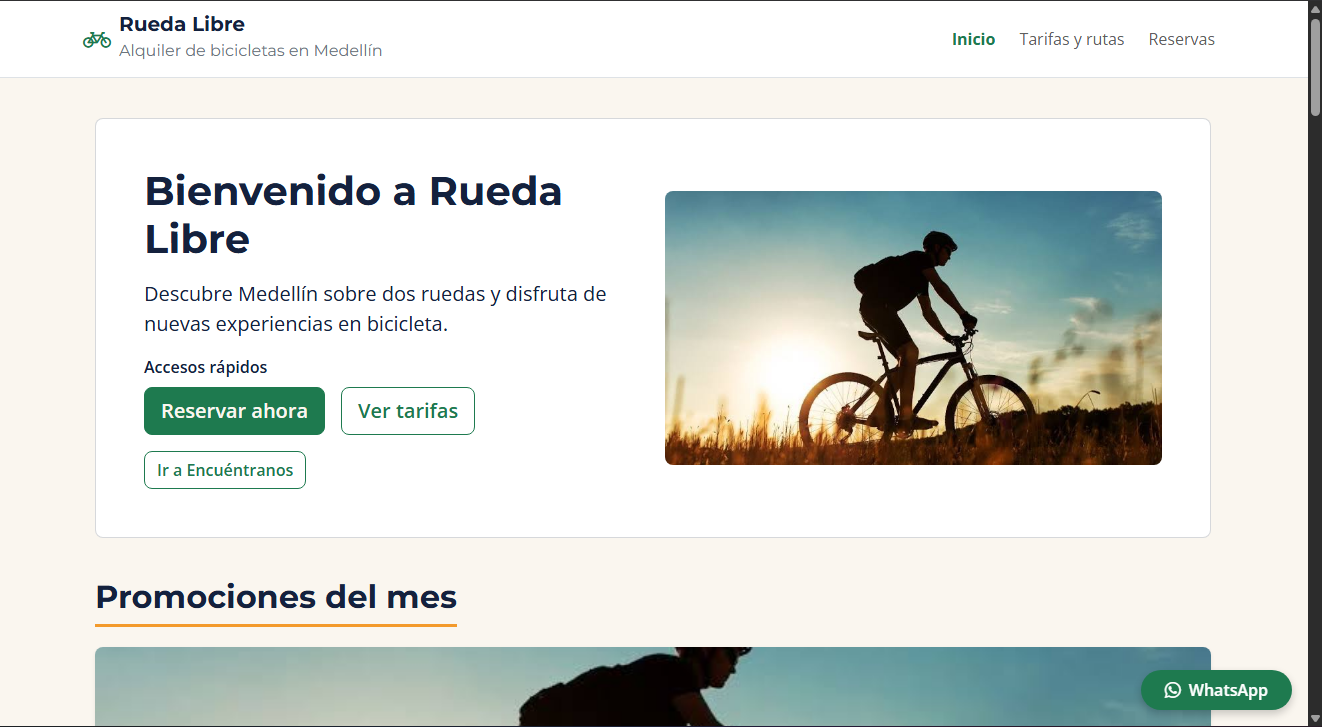 Rueda Libre
Alquiler de bicicletas en Medellín
Inicio
Tarifas y rutas
Reservas
Bienvenido a Rueda
Libre
Descubre Medellín sobre dos ruedas y disfruta de
nuevas experiencias en bicicleta.
Accesos rápidos
Reservar ahora
Ver tarifas
Ir a Encuéntranos
Promociones del mes
WhatsApp